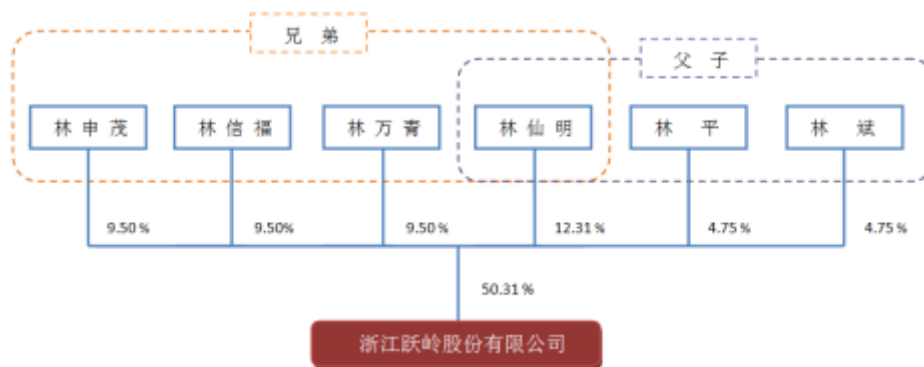 兄 弟
父 子
林 申 茂
林 信 福
林 万 青
林 仙 明
林 平
林 斌
9.50%
9.50%
9.50%
12.31%
4.75%
4.75%
50.31%
浙江跃岭股份有限公司